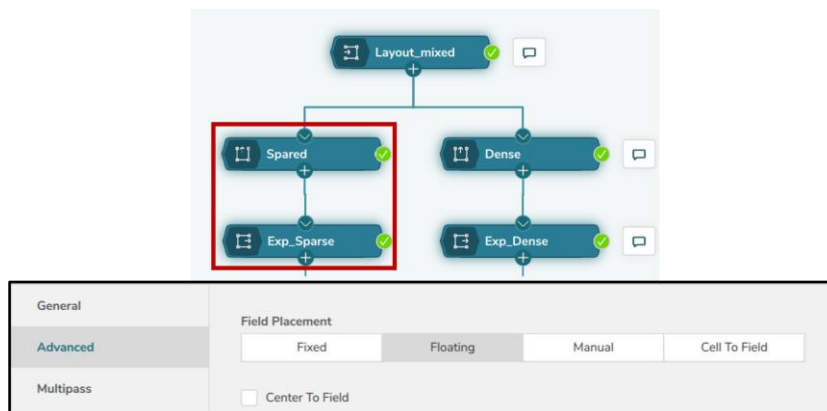 Layout_mixed
Spared
Dense
Exp_Sparse
Exp_Dense
General
Field Placement
Advanced
Fixed
Floating
Manual
Cell To Field
Multipass
Center To Field